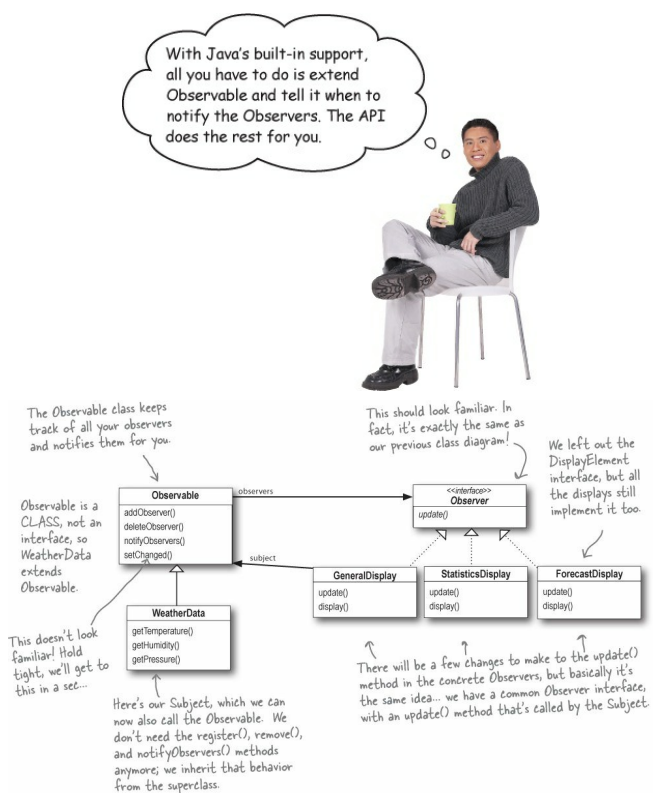 With Java's built-in support,
all you have to do is extend
Observable and tell it when to
notify the Observers. The API
does the rest for you.
The Observable class keeps
track of all your observers
and notifies them for you.
This should look familiar. In
fact, it's exactly the same as
our previous class diagram!
We left out the
DisplayElement
interface, but all
the displays still
implement it too.
Observable is a
CLASS, not an
interface, so
WeatherData
extends
Observable.
Observable
addObserver()
deleteObserver()
notifyObservers()
setChanged()
observers
<<interface>>
Observer
update()
subject
GeneralDisplay
update()
display()
StatisticsDisplay
update()
display()
ForecastDisplay
update()
display()
WeatherData
getTemperature()
getHumidity()
getPressure()
This doesn't look
familiar! Hold
tight, we'll get to
this in a sec...
Here's our Subject, which we can
now also call the Observable. We
don't need the register(), remove(),
and notifyObservers() methods
anymore; we inherit that behavior
from the superclass.
There will be a few changes to make to the update()
method in the concrete Observers, but basically it's
the same idea... we have a common Observer interface,
with an update() method that's called by the Subject.